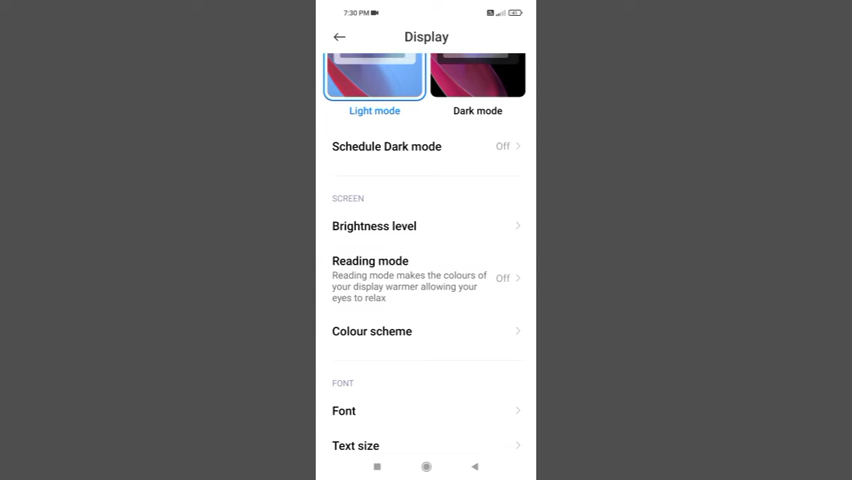 7:30 PM
Display
Light mode
Dark mode
Schedule Dark mode
Off
SCREEN
Brightness level
Reading mode
Reading mode makes the colours of
your display warmer allowing your
eyes to relax
Off
Colour scheme
FONT
Font
Text size